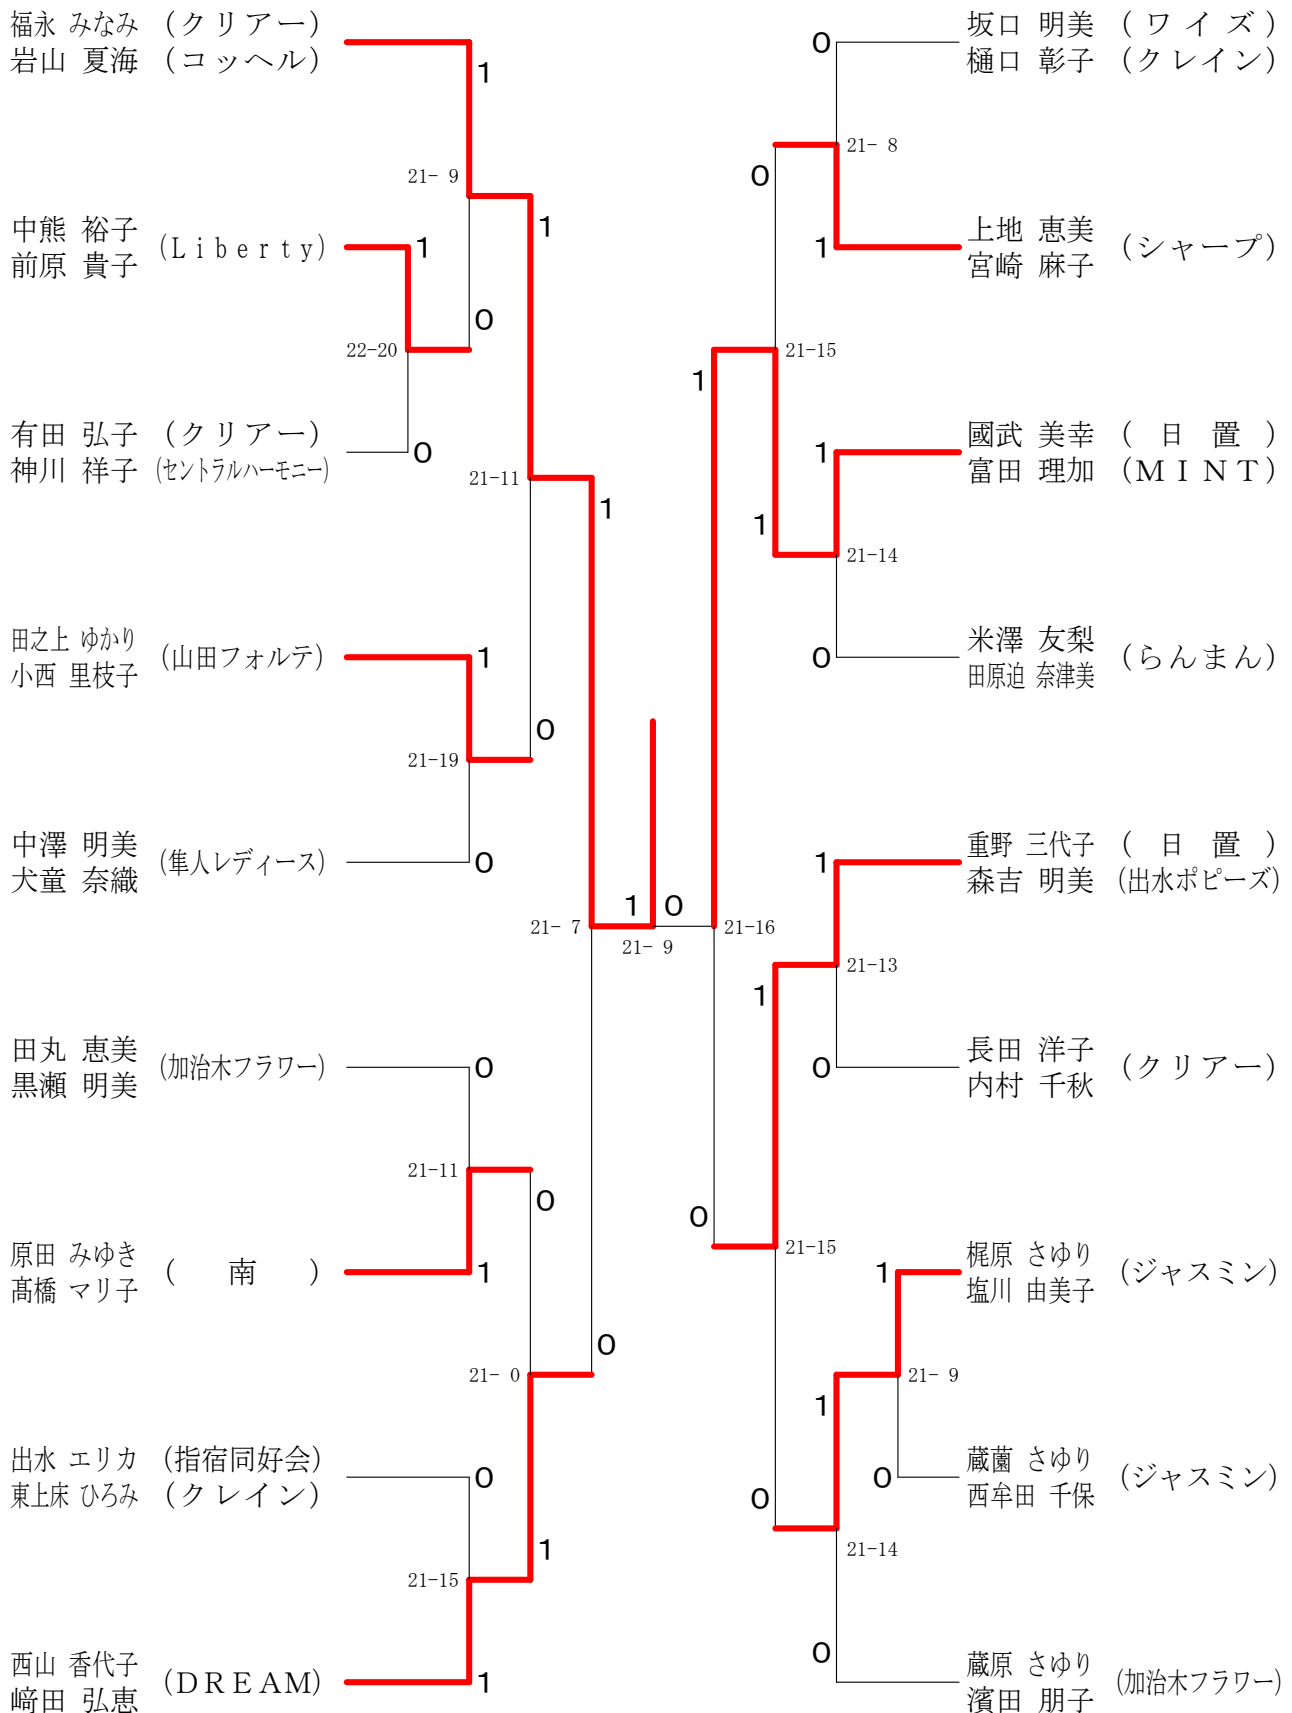 福永 みなみ (クリアー)
岩山 夏海 (コッヘル)
1
21- 9
1
中熊 裕子
前原 貴子
(Liberty)
1
0
22-20
有田 弘子 (クリアー)
神川 祥子 (セントラルハーモニー)
0
21-11
1
田之上 ゆかり
小西 里枝子
(山田フォルテ)
1
0
21-19
中澤 明美
犬童 奈織
(隼人レディース)
0
21- 7
1
0
21- 9
田丸 恵美
黒瀬 明美
(加治木フラワー)
0
21-11
0
原田 みゆき
髙橋 マリ子
( 南 )
1
0
21- 0
出水 エリカ (指宿同好会)
東上床 ひろみ (クレイン)
0
1
21-15
西山 香代子
﨑田 弘恵
(DREAM)
1
0
坂口 明美 (ワイズ)
樋口 彰子 (クレイン)
21- 8
0
1
上地 恵美
宮崎 麻子
(シャープ)
21-15
1
1
國武 美幸 ( 日 置 )
富田 理加 (MINT)
1
21-14
0
米澤 友梨
田原迫 奈津美
(らんまん)
1
重野 三代子 ( 日 置 )
森吉 明美 (出水ポピーズ)
21-16
21-13
1
0
長田 洋子
内村 千秋
(クリアー)
0
21-15
1
梶原 さゆり
塩川 由美子
(ジャスミン)
21- 9
1
0
蔵薗 さゆり
西牟田 千保
(ジャスミン)
0
21-14
0
蔵原 さゆり
濱田 朋子
(加治木フラワー)